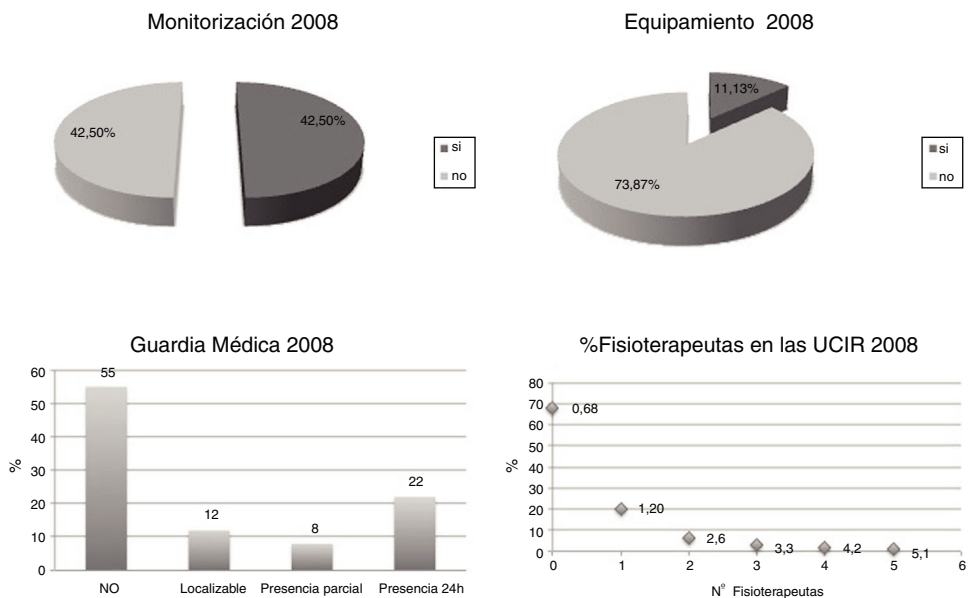 Monitorización 2008
42,50%
42,50%
si
no
Equipamiento 2008
11,13%
73,87%
si
no
Guardia Médica 2008
%
60
50
40
30
20
10
0
55
12
8
22
NO Localizable Presencia parcial Presencia 24h
%Fisioterapeutas en las UCIR 2008
%
80
70
60
50
40
30
20
10
0
0,68
1,20
2,6
3,3
4,2
5,1
0 1 2 3 4 5 6
Nº Fisioterapeutas